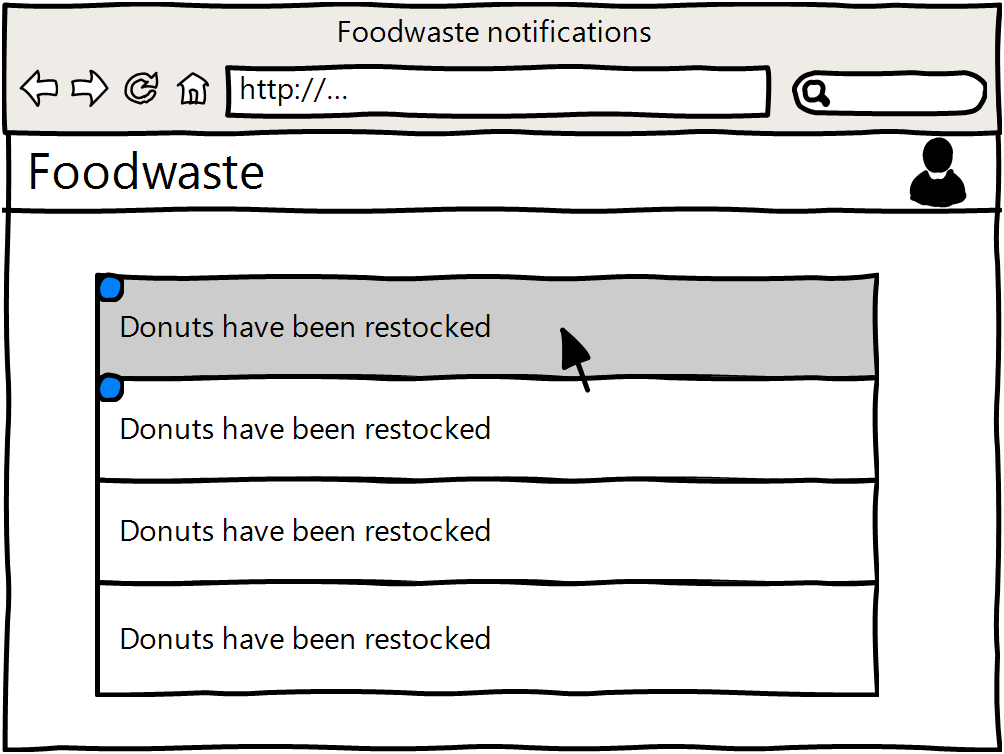 Foodwaste notifications
http://...
Foodwaste
Donuts have been restocked
Donuts have been restocked
Donuts have been restocked
Donuts have been restocked